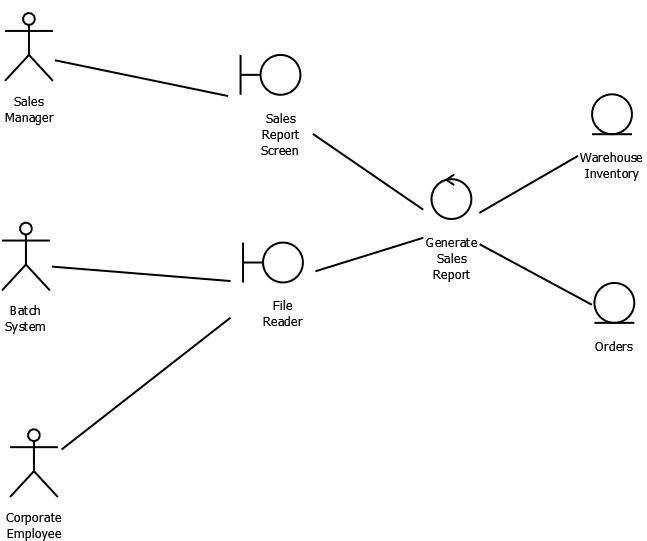 Sales
Manager
Sales
Report
Screen
Warehouse
Inventory
Generate
Sales
Report
Batch
System
File
Reader
Orders
Corporate
Employee